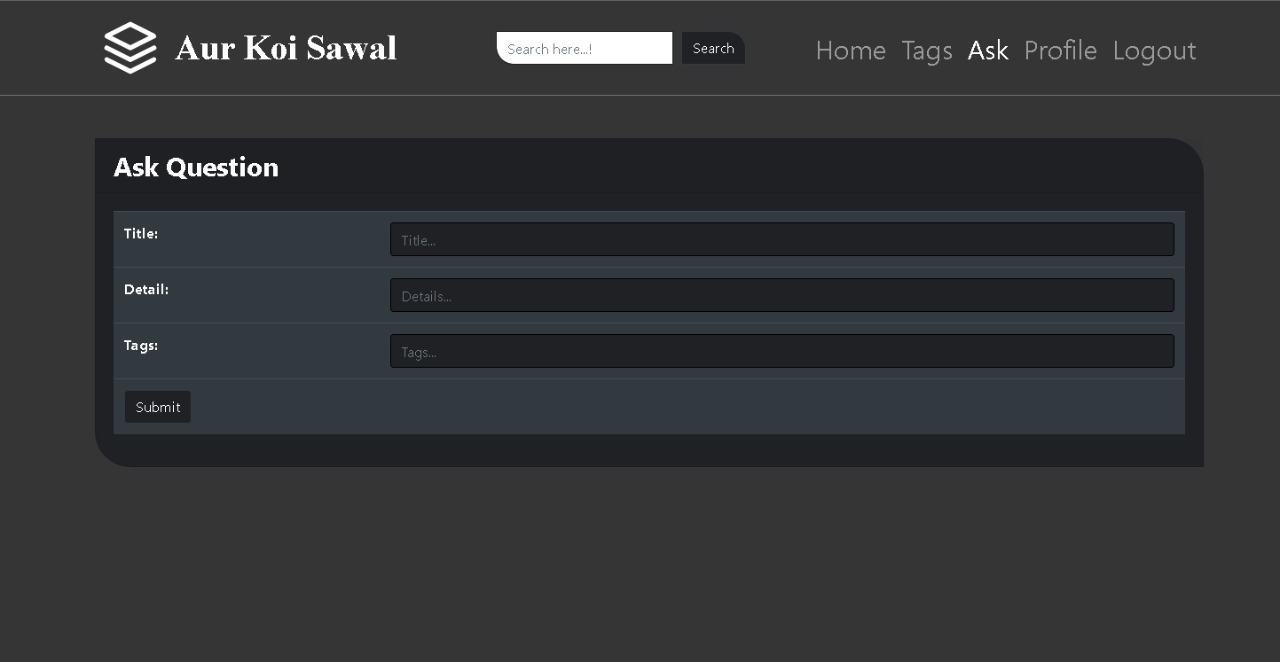 Aur Koi Sawal
Search here...!
Search
Home Tags Ask Profile Logout
Ask Question
Title:
Title...
Detail:
Details...
Tags:
Tags...
Submit